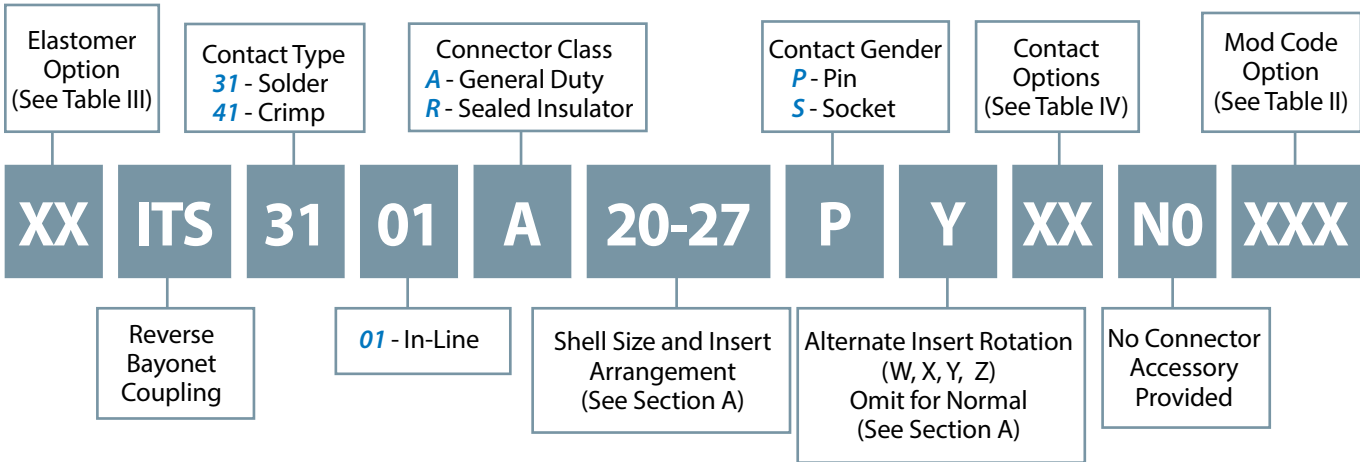 Elastomer
Option
(See Table III)
Contact Type
31 - Solder
41 - Crimp
Connector Class
A - General Duty
R - Sealed Insulator
Contact Gender
P - Pin
S - Socket
Contact
Options
(See Table IV)
Mod Code
Option
(See Table II)
XX ITS 31 01 A 20-27 P Y XX N0 XXX
Reverse
Bayonet
Coupling
01 - In-Line
Shell Size and Insert
Arrangement
(See Section A)
Alternate Insert Rotation
(W, X, Y, Z)
Omit for Normal
(See Section A)
No Connector
Accessory
Provided